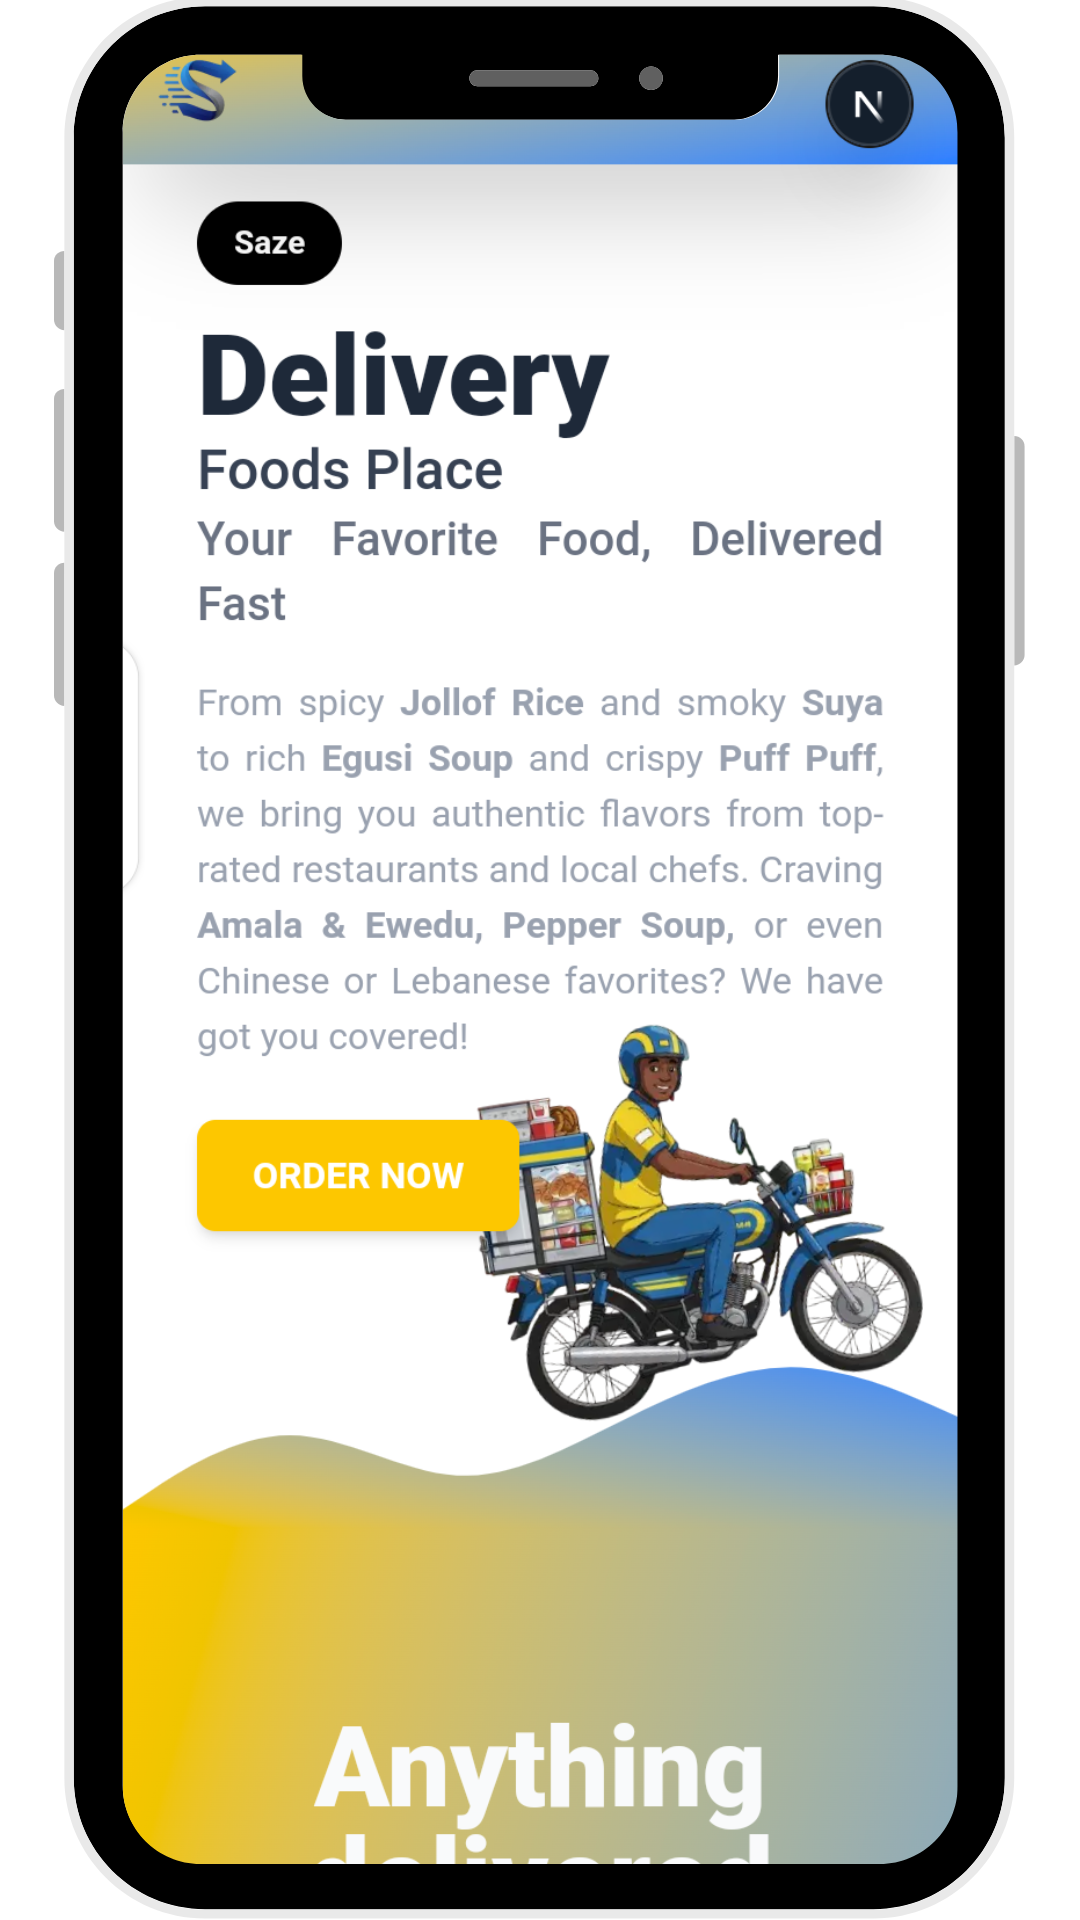 S
N
Saze
Delivery
Foods Place
Your Favorite Food, Delivered
Fast
From spicy Jollof Rice and smoky Suya
to rich Egusi Soup and crispy Puff Puff,
we bring you authentic flavors from top-
rated restaurants and local chefs. Craving
Amala & Ewedu, Pepper Soup, or even
Chinese or Lebanese favorites? We have
got you covered!
ORDER NOW
Anything
delivered